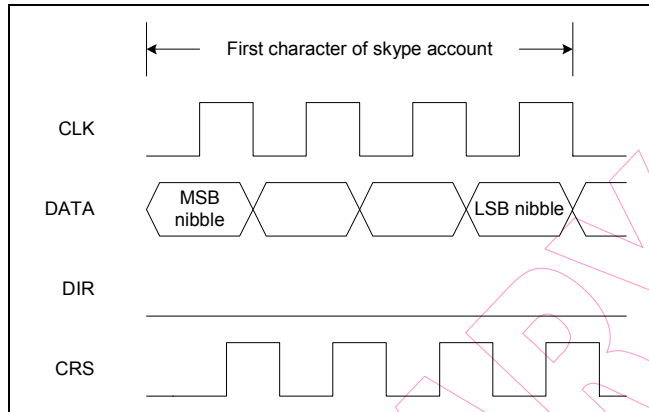 First character of skype account
CLK
DATA
MSB
nibble
LSB nibble
DIR
CRS